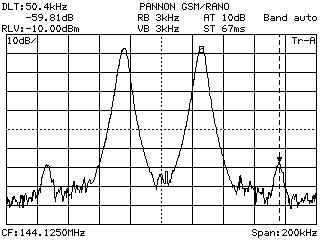 DLT:50.4kHz PANNON GSM/RANO
-59.81dB RB 3kHz AT 10dB Band auto
RLV:-10.00dBm VB 3kHz ST 67ms
10dB/ Tr-A
CF:144.1250MHz Span:200kHz